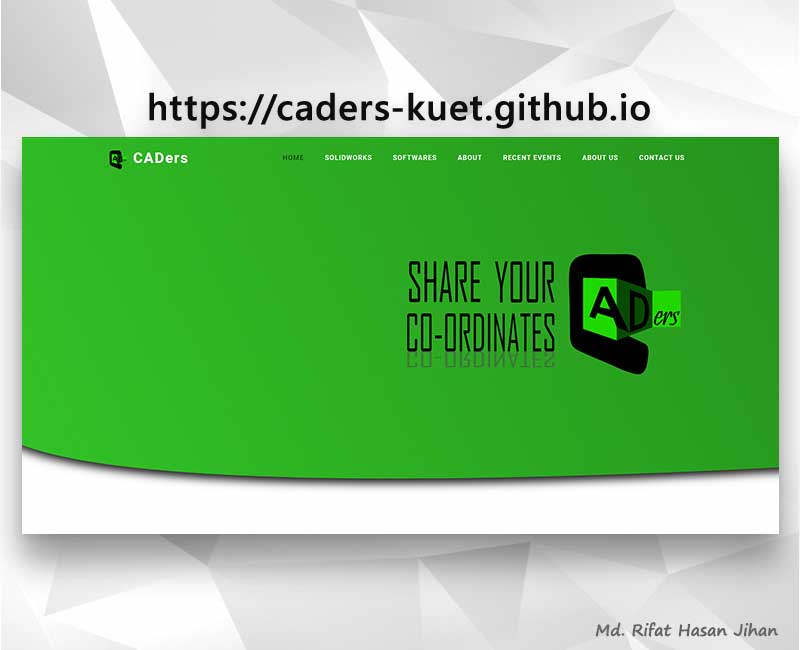 https://caders-kuet.github.io
CADers
HOME SOLIDWORKS SOFTWARES ABOUT RECENT EVENTS ABOUT US CONTACT US
SHARE YOUR
CO-ORDINATES
CADers
Md. Rifat Hasan Jihan